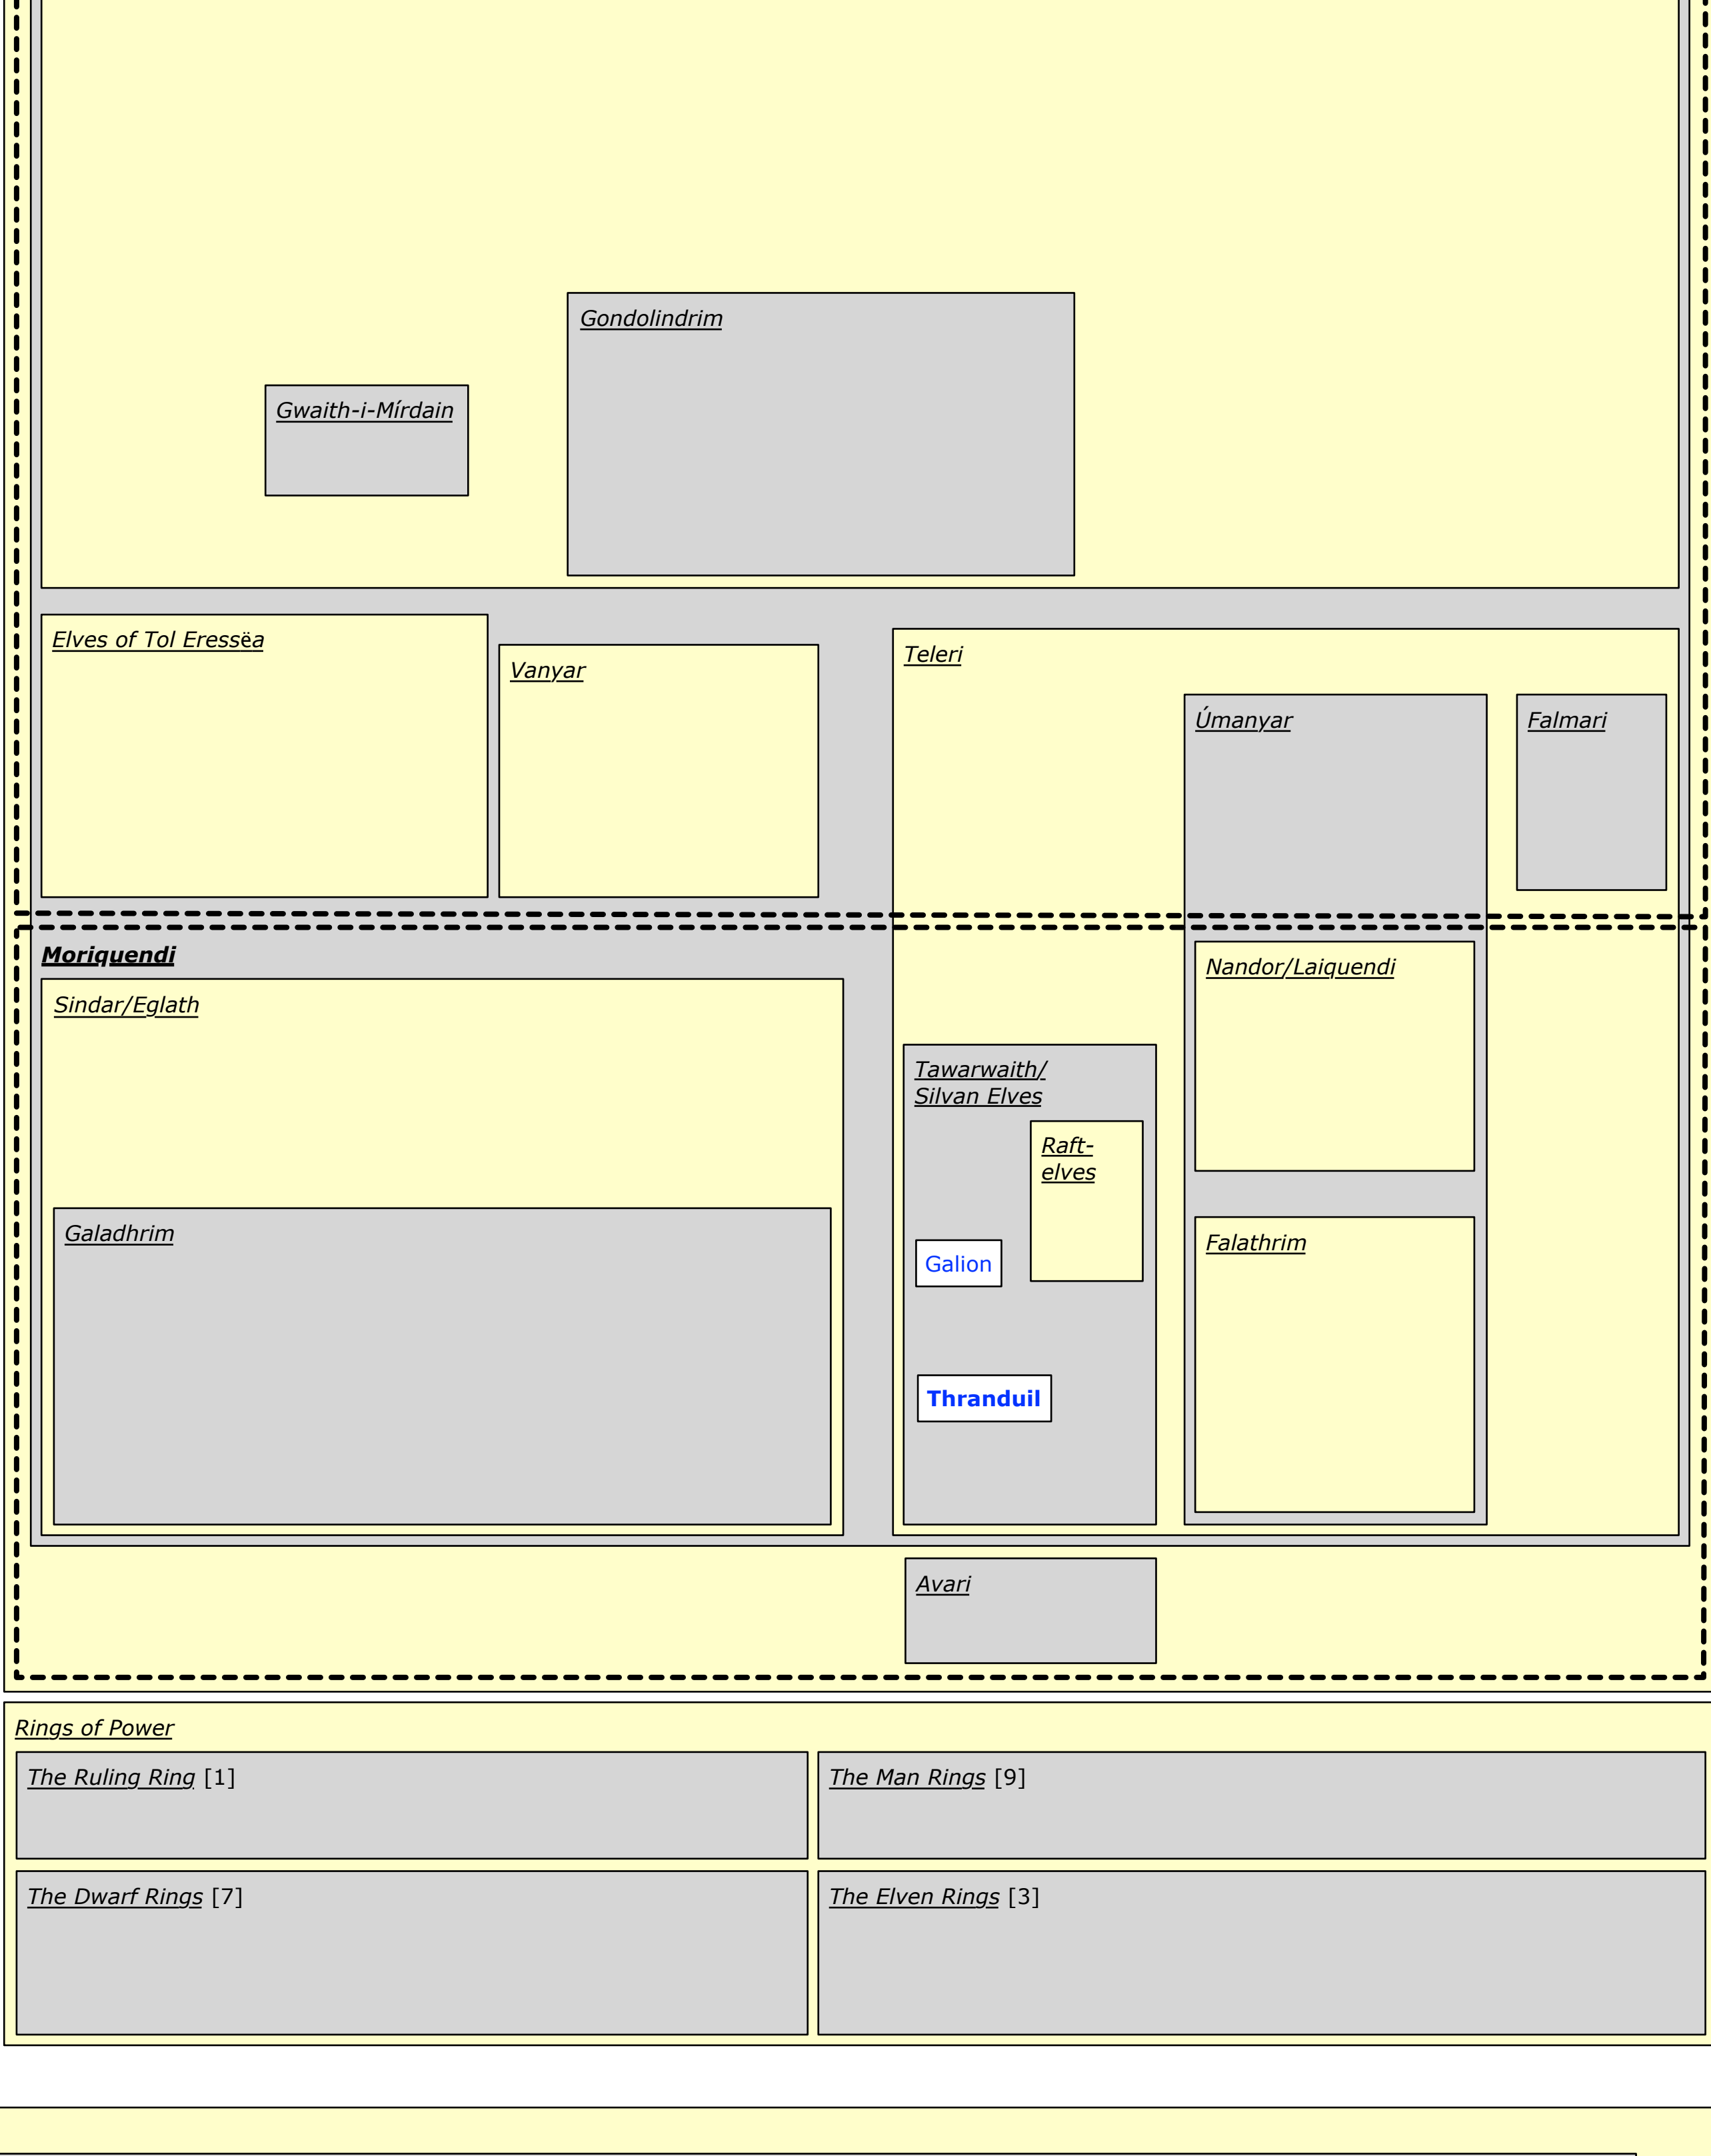 Gondolindrim
Gwaith-i-Mírdain
Elves of Tol Eressëa
Vanyar
Teleri
Úmanyar
Falmari
Moriquendi
Sindar/Eglath
Nandor/Laiquendi
Tawarwaith/
Silvan Elves
Raft-
elves
Galadhrim
Falathrim
Galion
Thranduil
Avari
Rings of Power
The Ruling Ring [1]
The Man Rings [9]
The Dwarf Rings [7]
The Elven Rings [3]